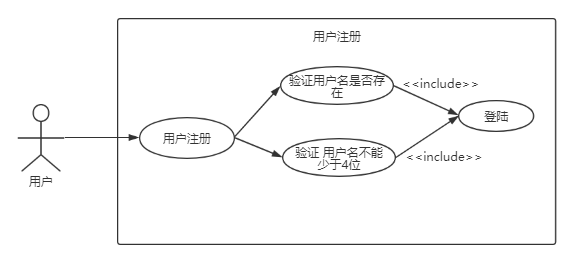 用户注册
验证用户名是否存
在
<<include>>
登陆
用户注册
验证 用户名不能
少于4位
<<include>>
用户